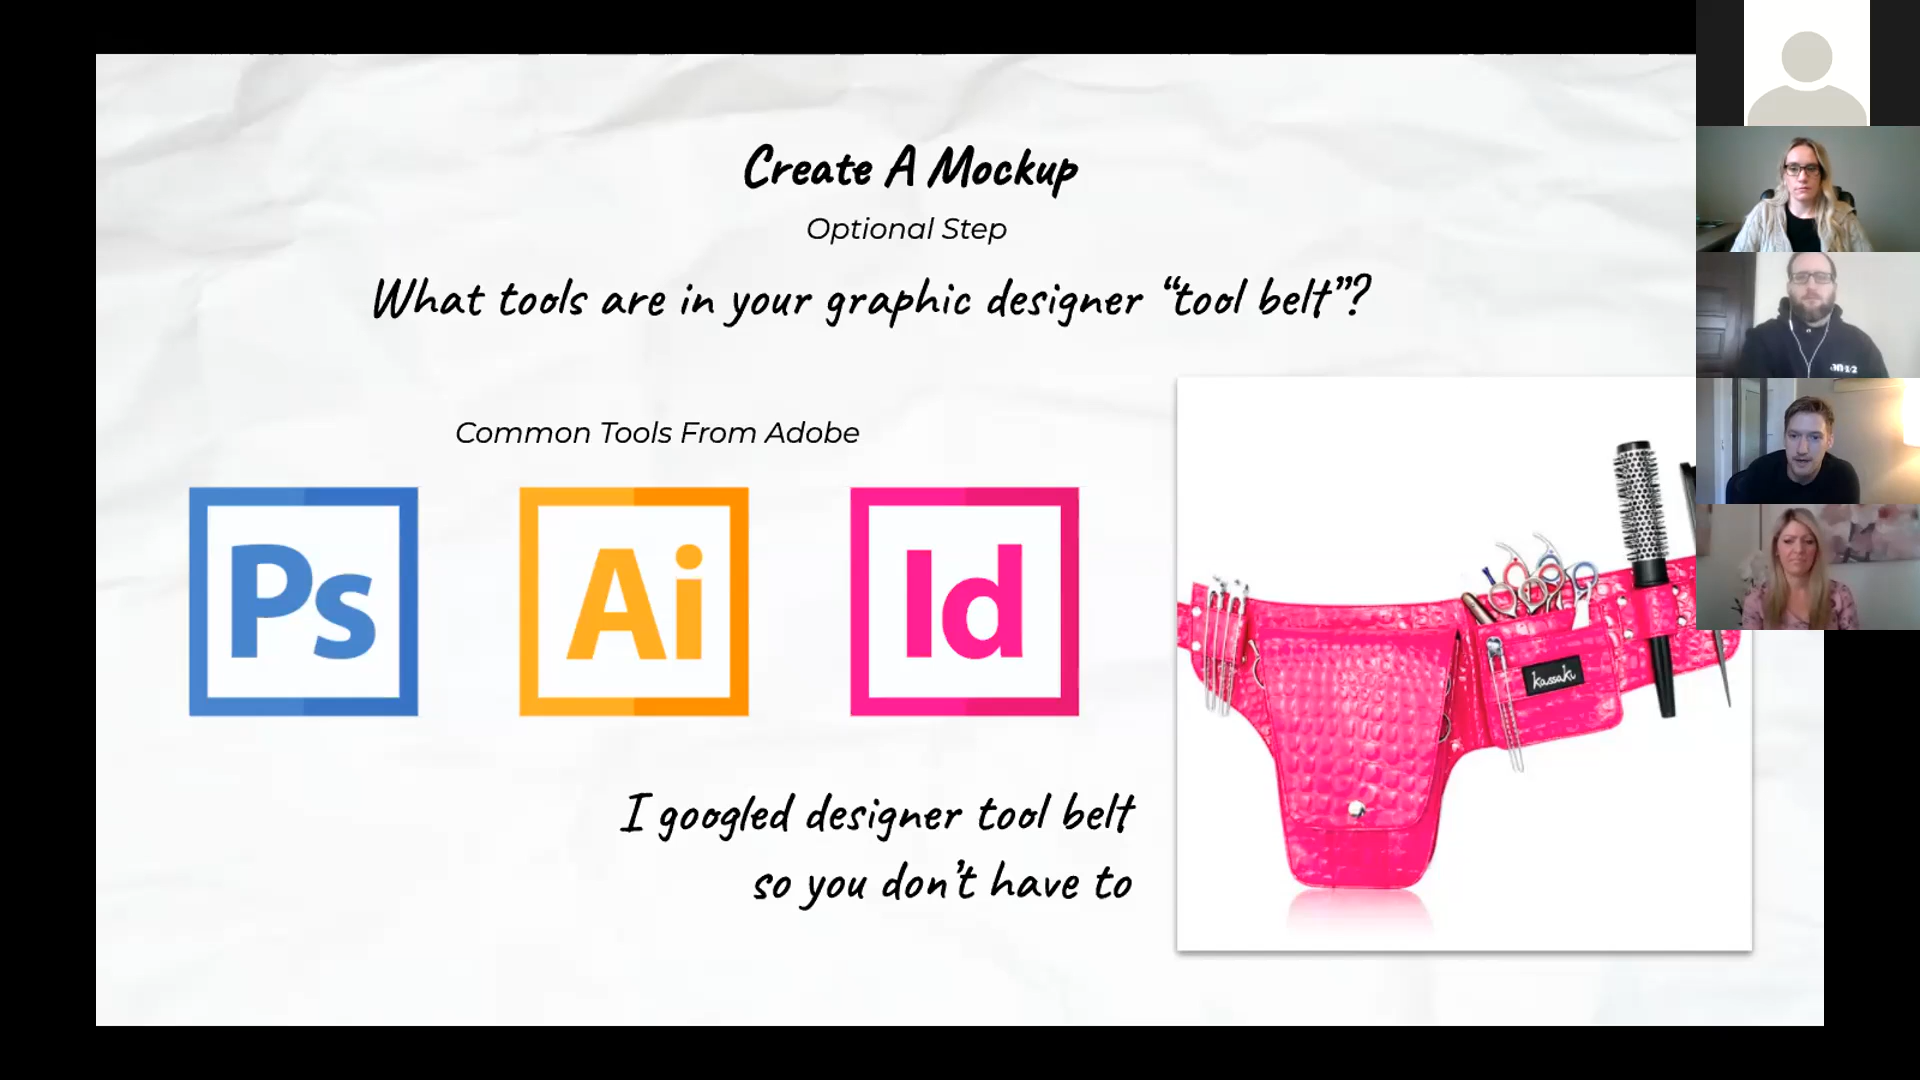 Create A Mockup
Optional Step
What tools are in your graphic designer “tool belt”?
Common Tools From Adobe
Ps
Ai
Id
kassaki
I googled designer tool belt
so you don’t have to